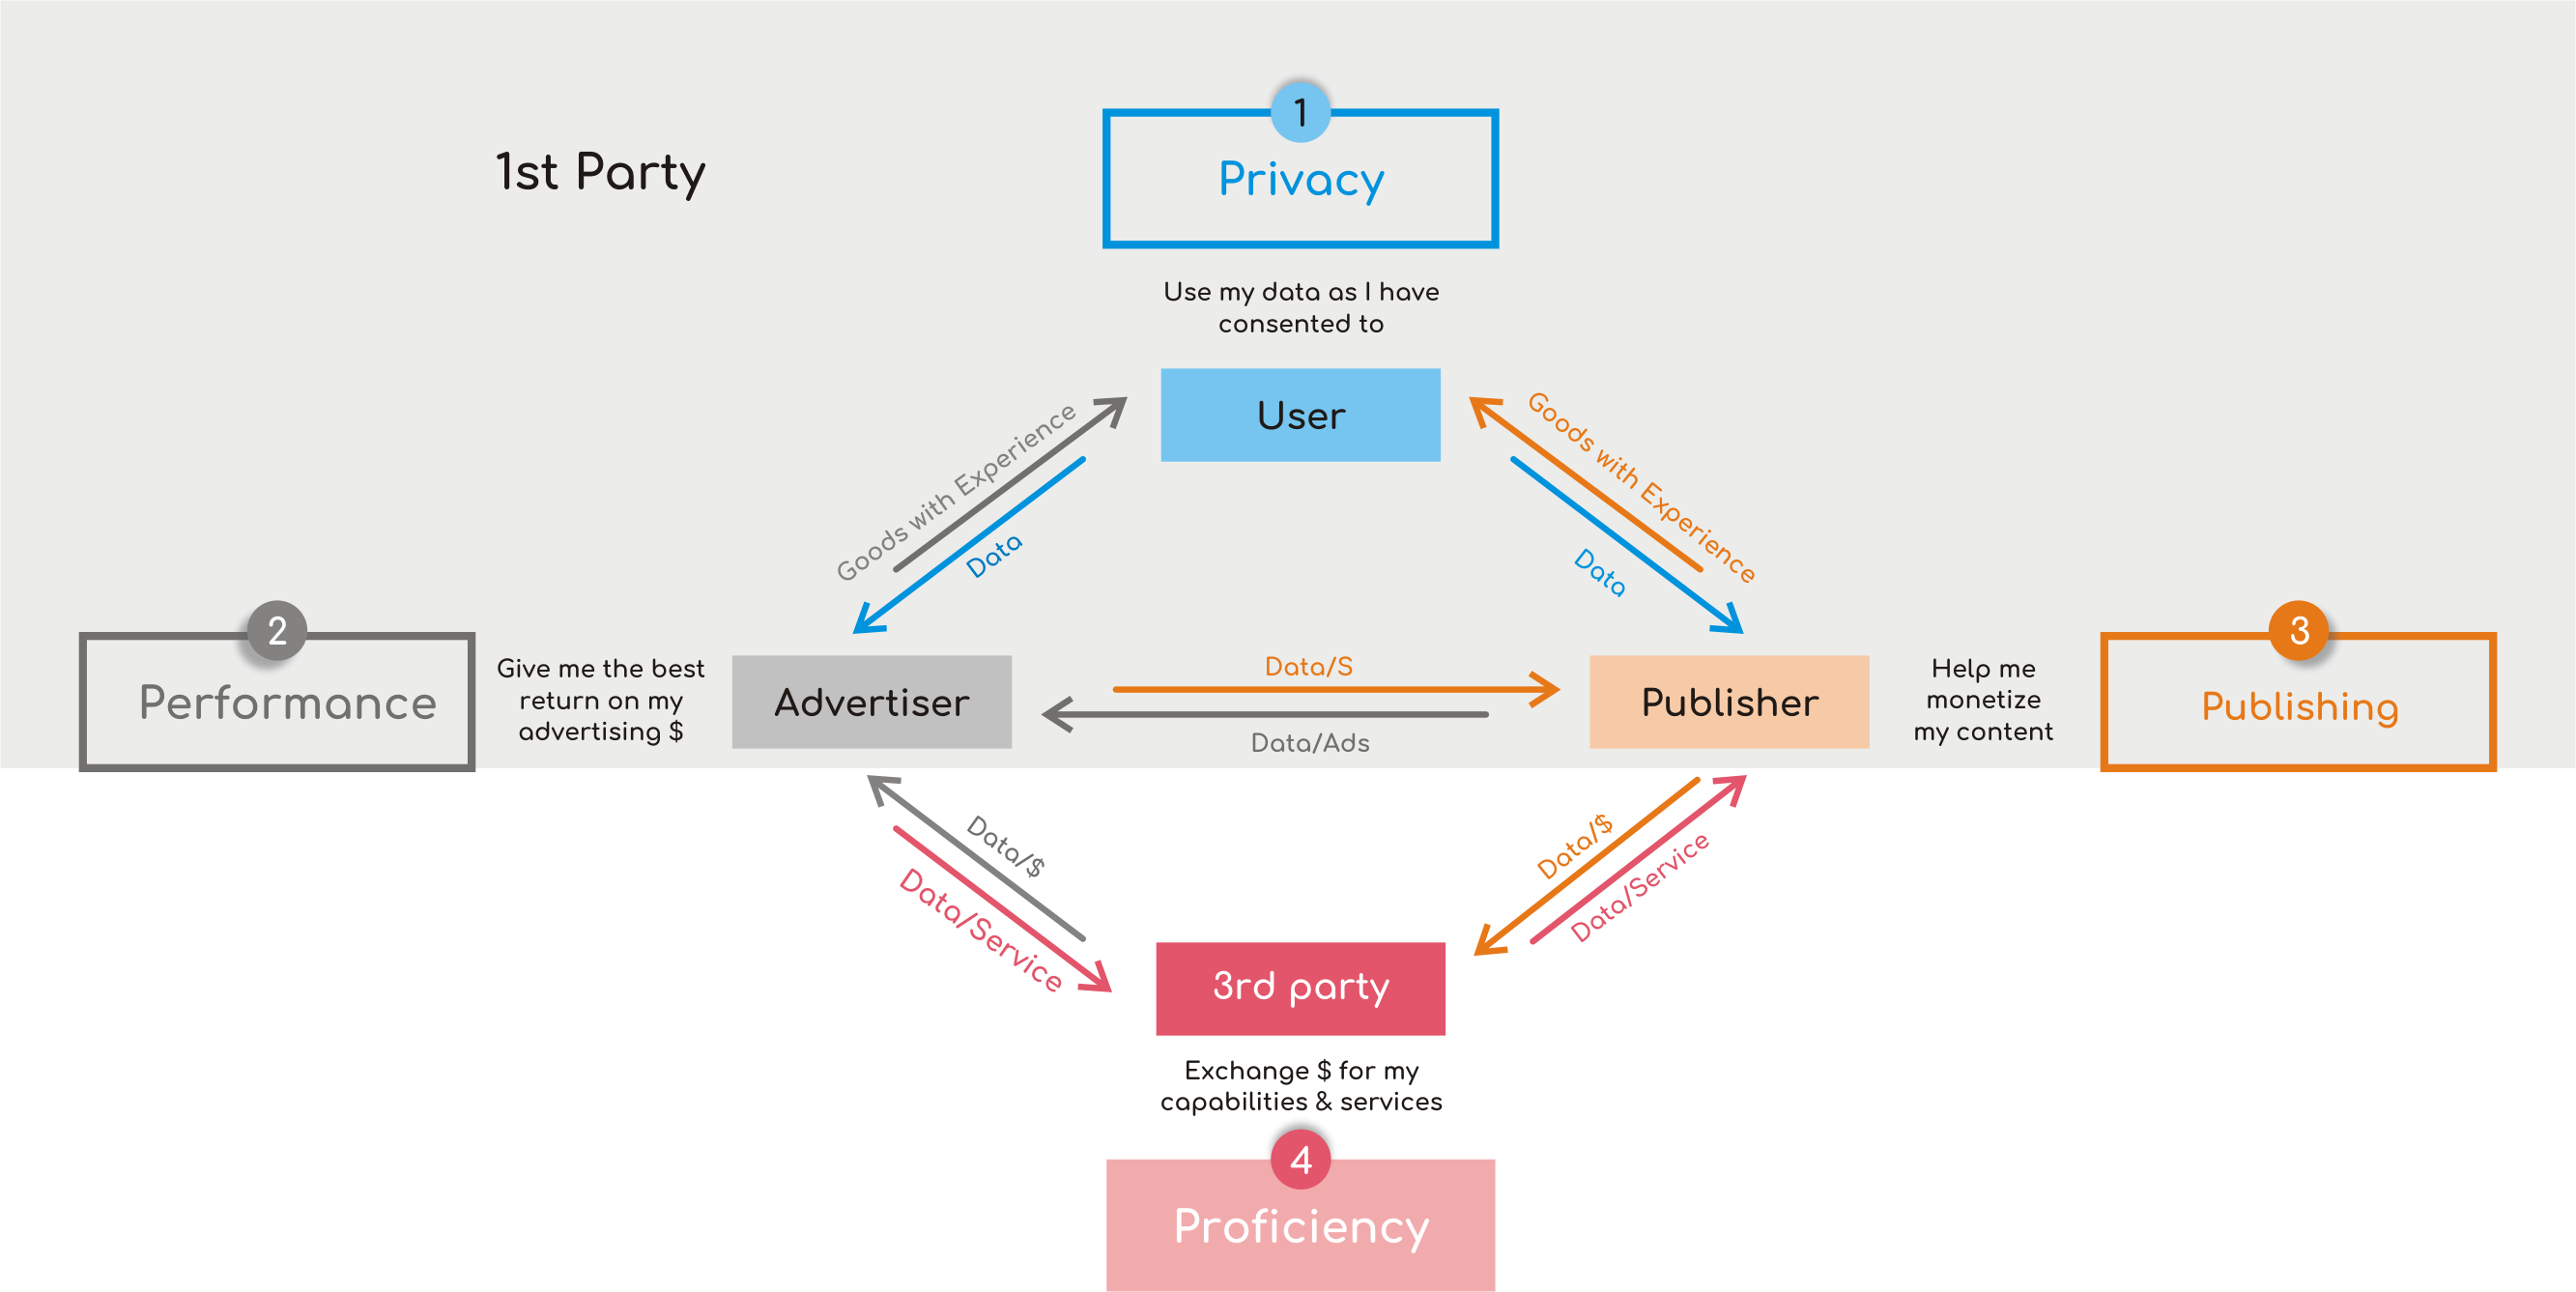 1
1st Party
Privacy
Use my data as I have
consented to
User
Goods with Experience
Data
Goods with Experience
Data
2
Performance
Give me the best
return on my
advertising $
Advertiser
Data/S
Data/Ads
Publisher
Help me
monetize
my content
3
Publishing
Data/$
Data/Service
Data/$
Data/Service
3rd party
Exchange $ for my
capabilities & services
4
Proficiency